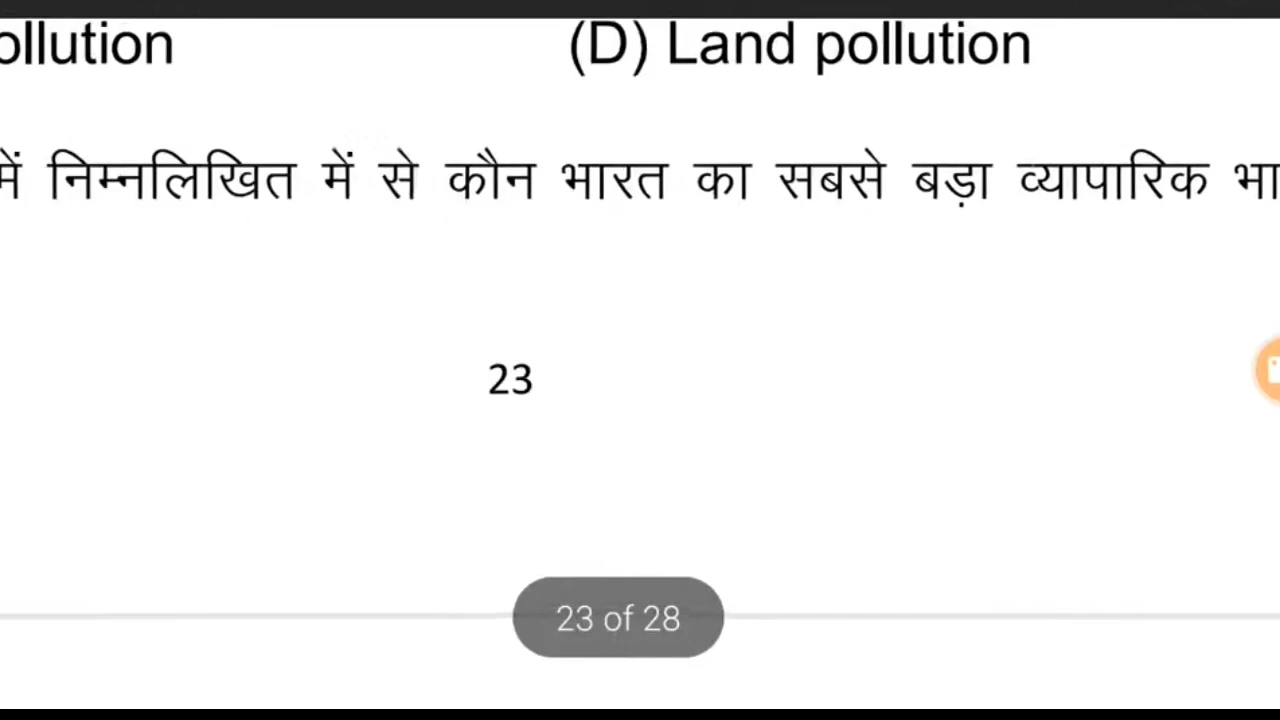 ollution (D) Land pollution
में निम्नलिखित में से कौन भारत का सबसे बड़ा व्यापारिक भा
23
23 of 28